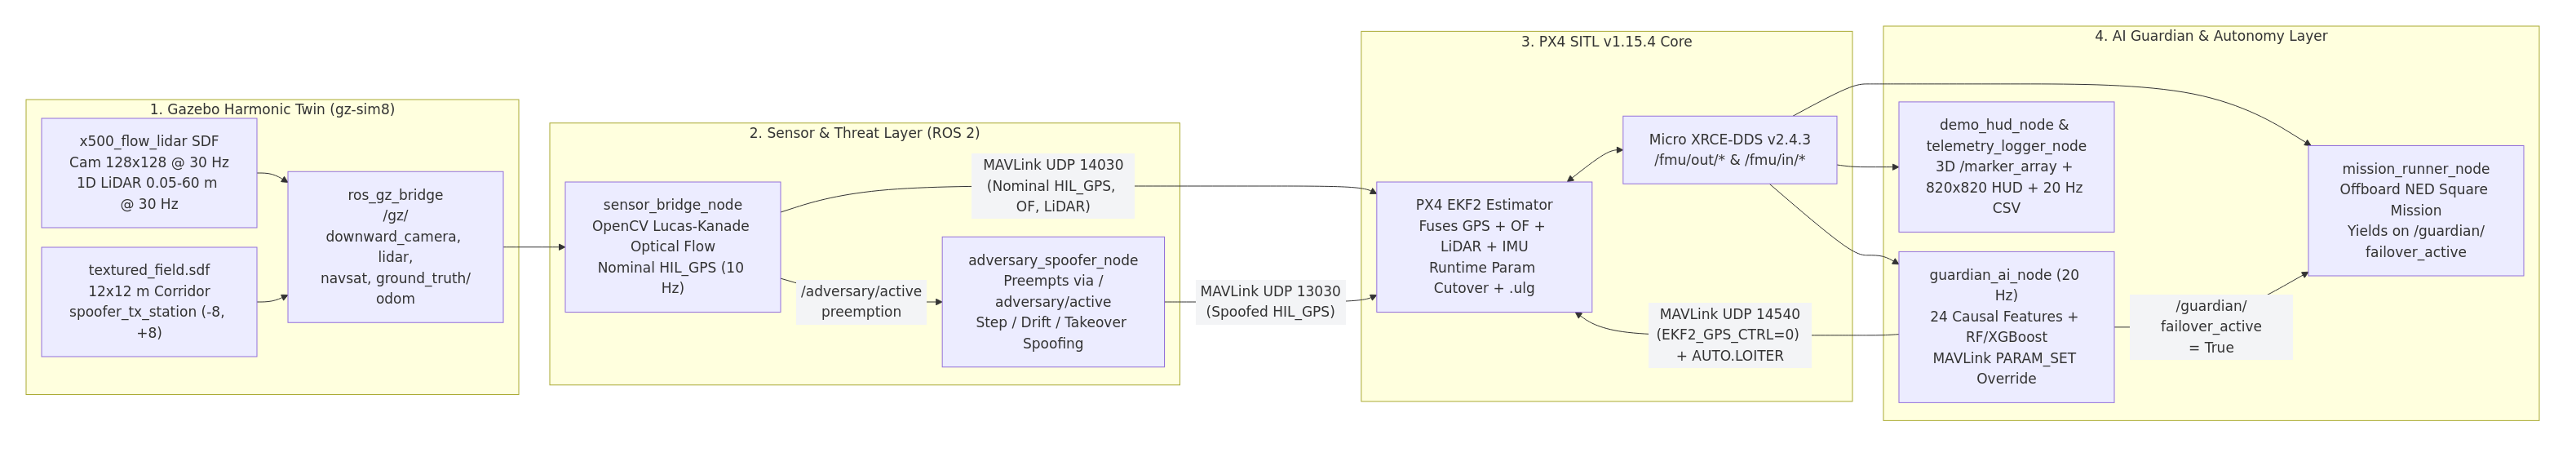 1. Gazebo Harmonic Twin (gz-sim8)
x500_flow_lidar SDF
Cam 128x128 @ 30 Hz
1D LiDAR 0.05-60 m
@ 30 Hz
textured_field.sdf
12x12 m Corridor
spoofer_tx_station (-8,
+8)
ros_gz_bridge
/gz/
downward_camera,
lidar,
navsat, ground_truth/
odom
2. Sensor & Threat Layer (ROS 2)
sensor_bridge_node
OpenCV Lucas-Kanade
Optical Flow
Nominal HIL_GPS (10
Hz)
MAVLink UDP 14030
(Nominal HIL_GPS,
OF, LiDAR)
/adversary/active
preemption
adversary_spoofer_node
Preempts via /
adversary/active
Step / Drift / Takeover
Spoofing
MAVLink UDP 13030
(Spoofed HIL_GPS)
3. PX4 SITL v1.15.4 Core
PX4 EKF2 Estimator
Fuses GPS + OF +
LiDAR + IMU
Runtime Param
Cutover + .ulg
Micro XRCE-DDS v2.4.3
/fmu/out/* & /fmu/in/*
MAVLink UDP 14540
(EKF2_GPS_CTRL=0)
+ AUTO.LOITER
4. AI Guardian & Autonomy Layer
demo_hud_node &
telemetry_logger_node
3D /marker_array +
820x820 HUD + 20 Hz
CSV
guardian_ai_node (20
Hz)
24 Causal Features +
RF/XGBoost
MAVLink PARAM_SET
Override
/guardian/
failover_active
= True
mission_runner_node
Offboard NED Square
Mission
Yields on /guardian/
failover_active